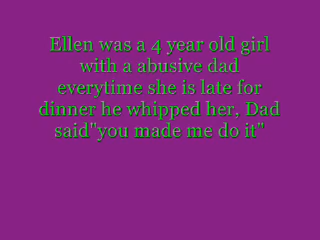 Ellen was a 4 year old girl
with a abusive dad
everytime she is late for
dinner he whipped her, Dad
said"you made me do it"